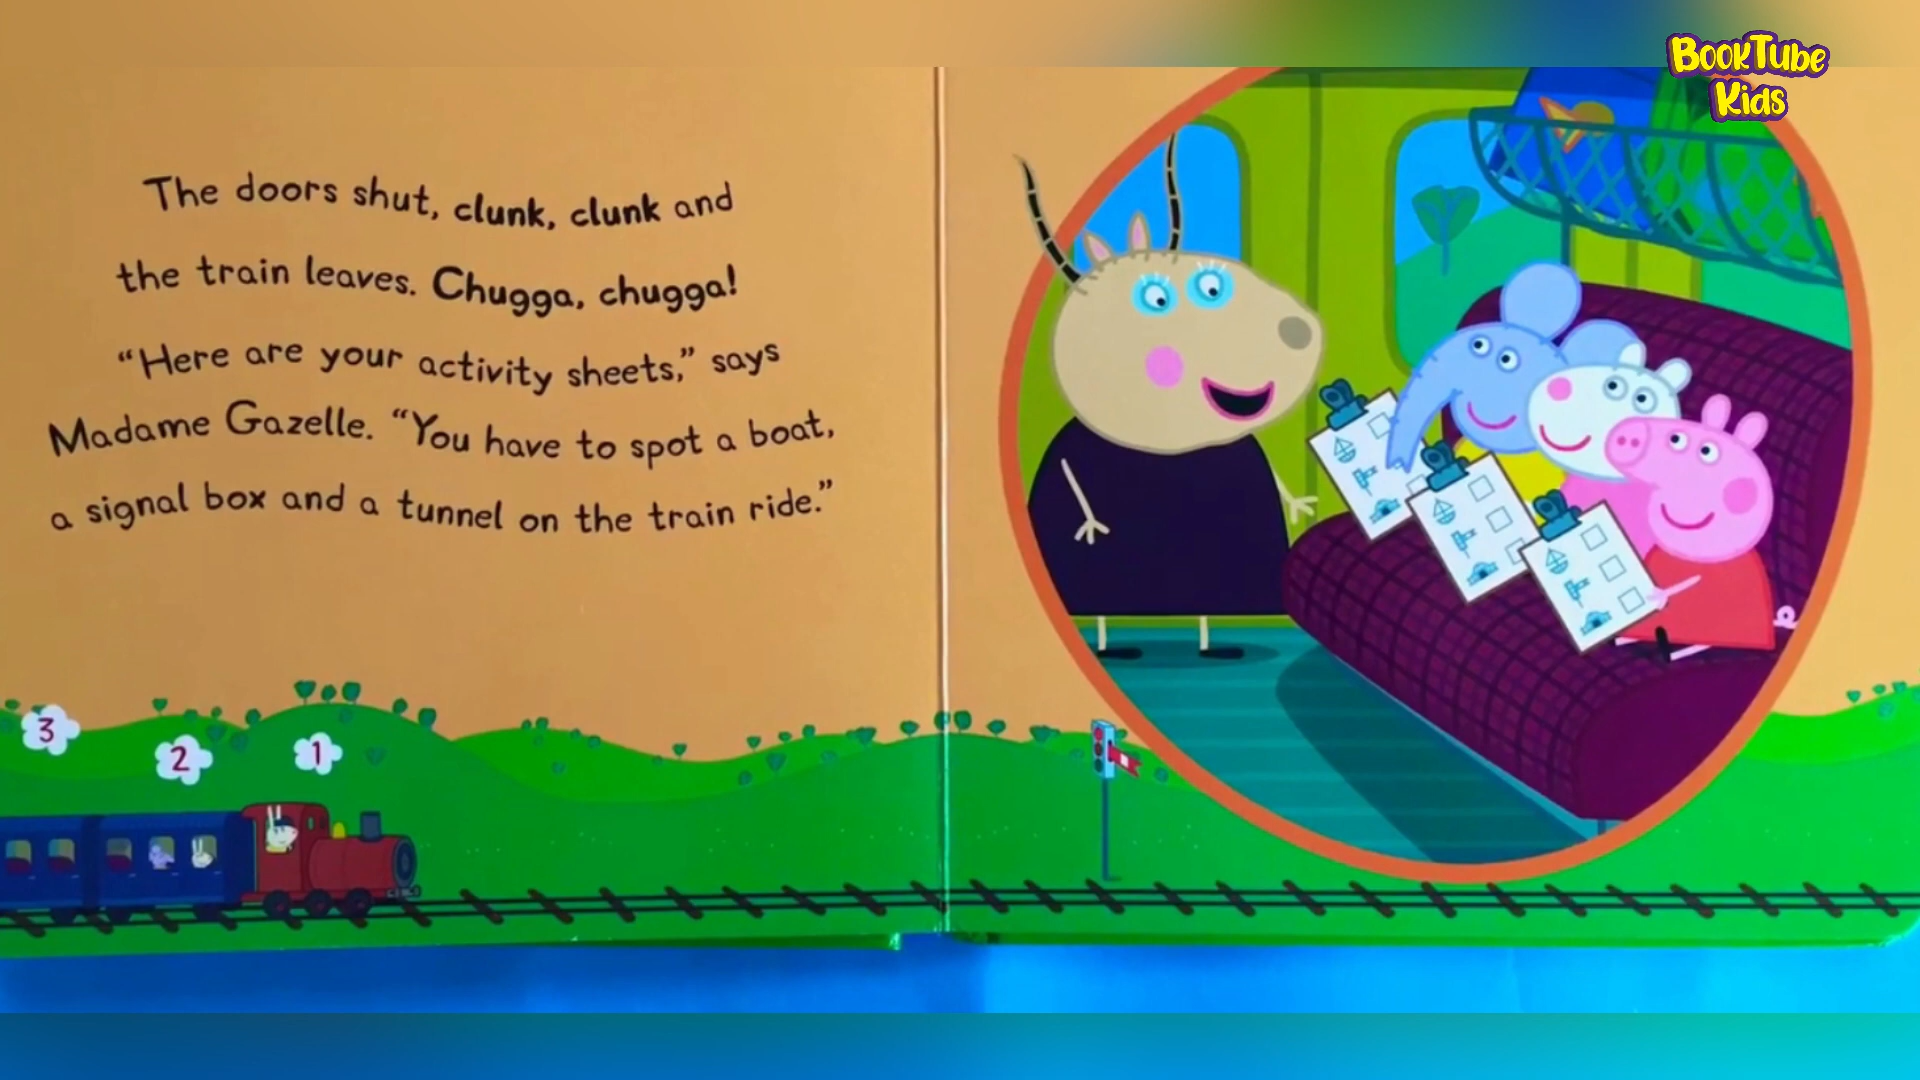 The doors shut, clunk, clunk and
the train leaves. Chugga, chugga!
“Here are your activity sheets,” says
Madame Gazelle. “You have to spot a boat,
a signal box and a tunnel on the train ride.”
3
2
1
BookTube
Kids